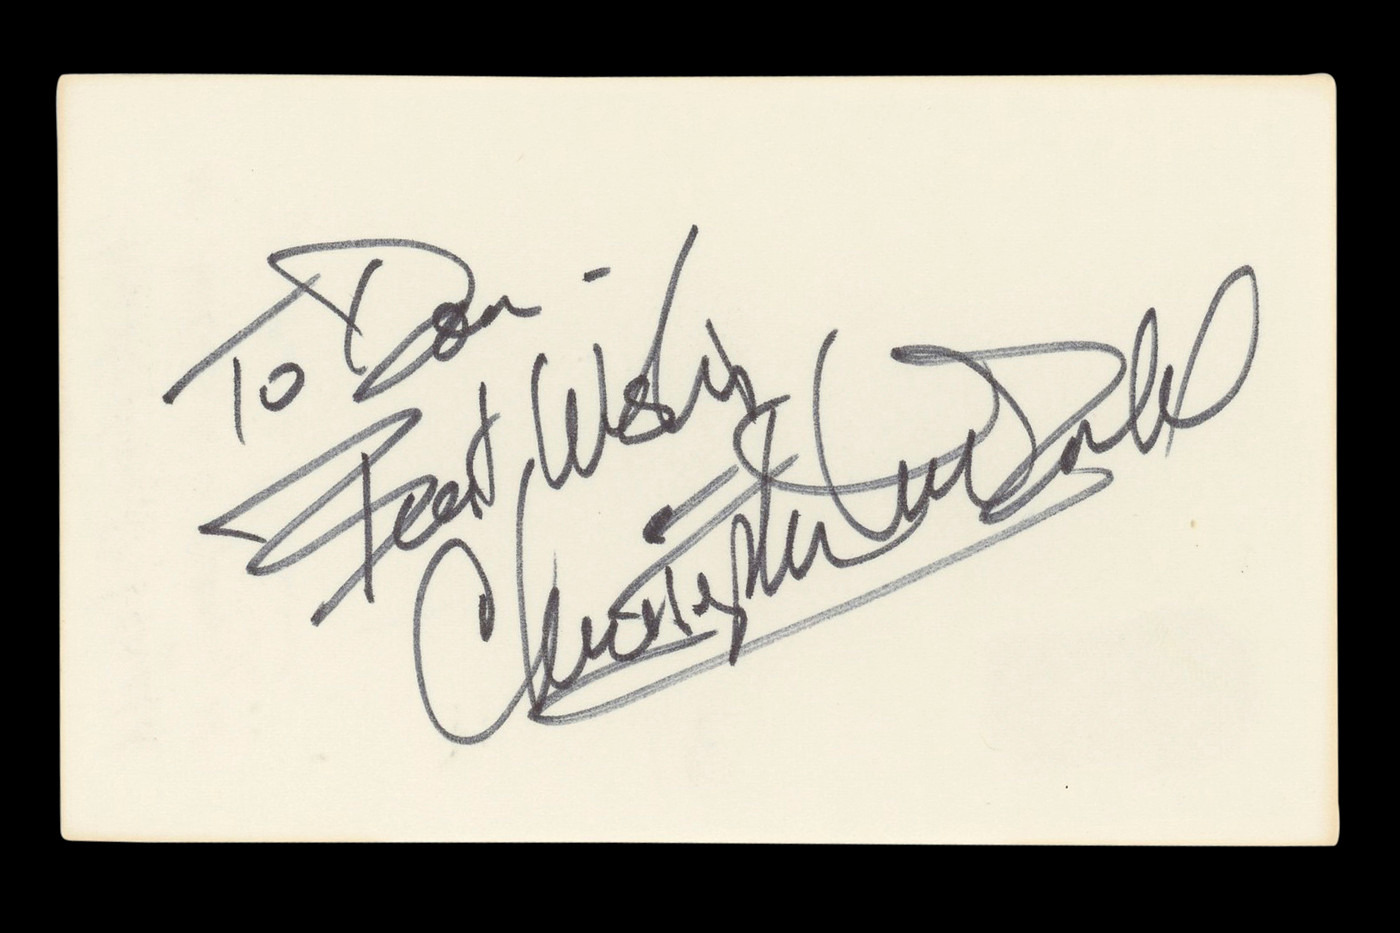 To Don -
Best Wishes
Christopher